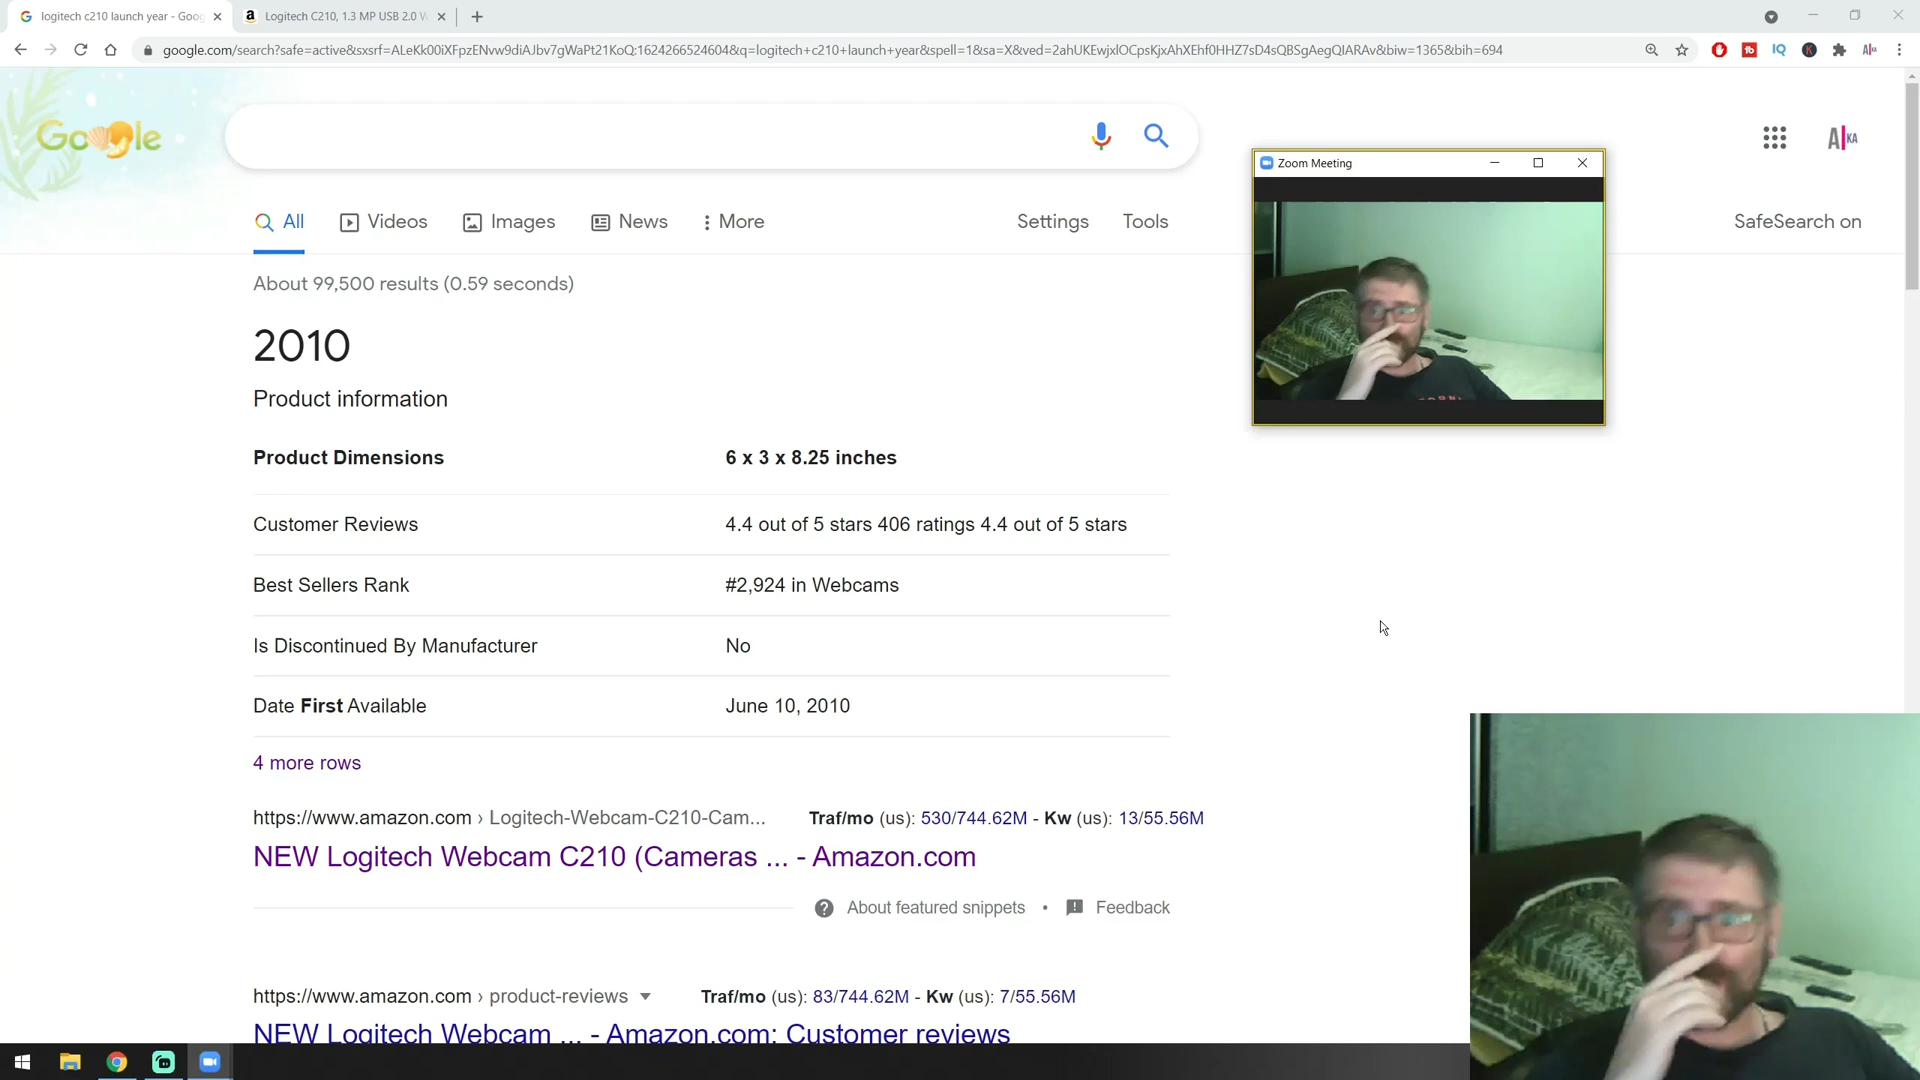 logitech c210 launch year - Goog
Logitech C210, 1.3 MP USB 2.0 W
google.com/search?safe=active&sxsrf=ALeKk00iXFpzENvw9diAJbv7gWaPt21KoQ:1624266524604&q=logitech+c210+launch+year&spell=1&sa=X&ved=2ahUKEwjxlOCpsKjxAhXEhf0HHZ7sD4sQBSgAegQIARAv&biw=1365&bih=694
Google
Zoom Meeting
All Videos Images News More Settings Tools SafeSearch on
About 99,500 results (0.59 seconds)
2010
Product information
Product Dimensions 6 x 3 x 8.25 inches
Customer Reviews 4.4 out of 5 stars 406 ratings 4.4 out of 5 stars
Best Sellers Rank #2,924 in Webcams
Is Discontinued By Manufacturer No
Date First Available June 10, 2010
4 more rows
https://www.amazon.com › Logitech-Webcam-C210-Cam... Traf/mo (us): 530/744.62M - Kw (us): 13/55.56M
NEW Logitech Webcam C210 (Cameras ... - Amazon.com
About featured snippets • Feedback
https://www.amazon.com › product-reviews Traf/mo (us): 83/744.62M - Kw (us): 7/55.56M
NEW Logitech Webcam ... - Amazon.com: Customer reviews